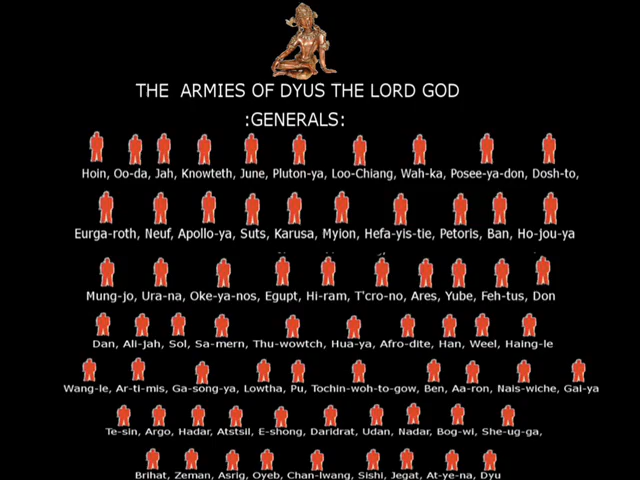 THE ARMIES OF DYUS THE LORD GOD
:GENERALS:
Hoin, Oo-da, Jah, Knowteth, June, Pluton-ya, Loo-Chiang, Wah-ka, Posee-ya-don, Dosh-to,
Eurga-roth, Neuf, Apollo-ya, Suts, Karusa, Myion, Hefa-yis-tie, Petoris, Ban, Ho-jou-ya
Mung-jo, Ura-na, Oke-ya-nos, Egupt, Hi-ram, T'cro-no, Ares, Yube, Feh-tus, Don
Dan, Ali-jah, Sol, Sa-mern, Thu-wowtch, Hua-ya, Afro-dite, Han, Weel, Haing-le
Wang-le, Ar-ti-mis, Ga-song-ya, Lowtha, Pu, Tochin-woh-to-gow, Ben, Aa-ron, Nais-wiche, Gai-ya
Te-sin, Argo, Hadar, Atstsil, E-shong, Daridrat, Udan, Nadar, Bog-wi, She-ug-ga,
Brihat, Zeman, Asrig, Oyeb, Chan-lwang, Sishi, Jegat, At-ye-na, Dyu